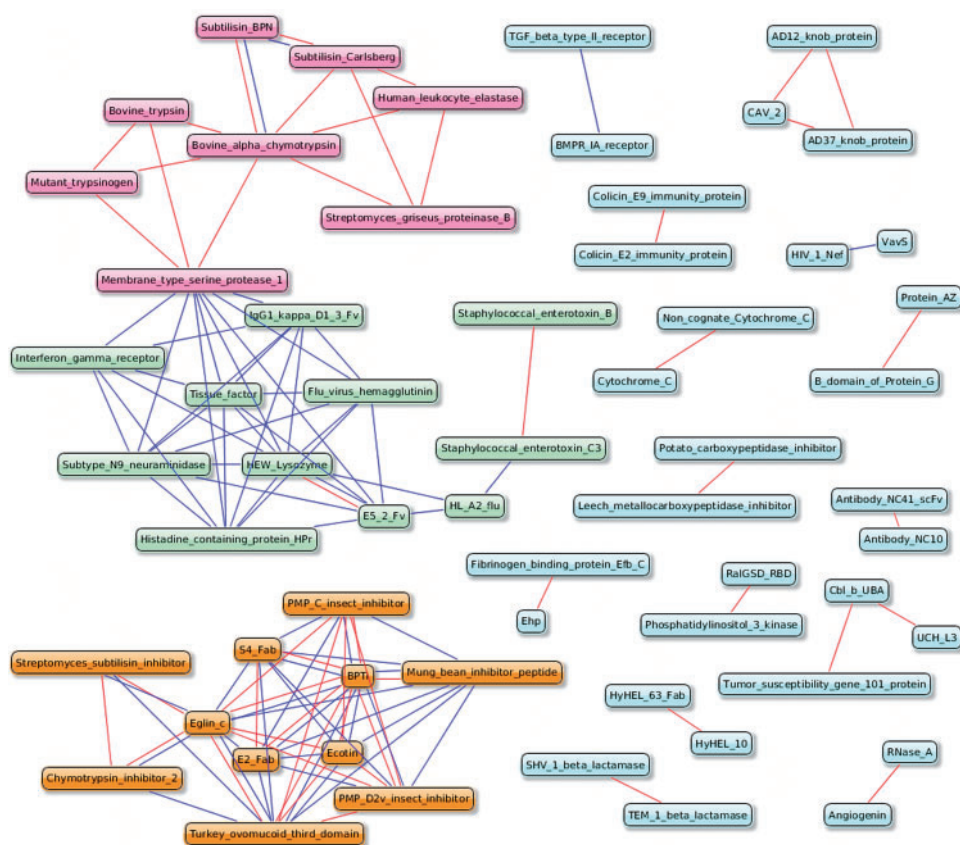 Subtilisin_BPN
TGF_beta_type_II_receptor
AD12_knob_protein
Subtilisin_Carlsberg
Human_leukocyte_elastase
Bovine_trypsin
CAV_2
AD37_knob_protein
Bovine_alpha_chymotrypsin
BMPR_IA_receptor
Mutant_trypsinogen
Colicin_E9_immunity_protein
Streptomyces_griseus_proteinase_B
VavS
Colicin_E2_immunity_protein
HIV_1_Nef
Membrane_type_serine_protease_1
Protein_AZ
IgG1_kappa_D1_3_Fv
Staphylococcal_enterotoxin_B
Non_cognate_Cytochrome_C
Interferon_gamma_receptor
Cytochrome_C
B_domain_of_Protein_G
Tissue_factor
Flu_virus_hemagglutinin
Staphylococcal_enterotoxin_C3
Potato_carboxypeptidase_inhibitor
Subtype_N9_neuraminidase
HEW_Lysozyme
Antibody_NC41_scFv
Leech_metallocarboxypeptidase_inhibitor
HL_A2_flu
E5_2_Fv
Histadine_containing_protein_HPr
Antibody_NC10
Fibrinogen_binding_protein_Efb_C
RalGSD_RBD
Cbl_b_UBA
PMP_C_insect_inhibitor
Ehp
Phosphatidylinositol_3_kinase
UCH_L3
S4_Fab
Streptomyces_subtilisin_inhibitor
BPTI
Mung_bean_inhibitor_peptide
Tumor_susceptibility_gene_101_protein
HyHEL_63_Fab
Eglin_c
HyHEL_10
E2_Fab
Ecotin
RNase_A
SHV_1_beta_lactamase
Chymotrypsin_inhibitor_2
PMP_D2v_insect_inhibitor
TEM_1_beta_lactamase
Angiogenin
Turkey_ovomucoid_third_domain